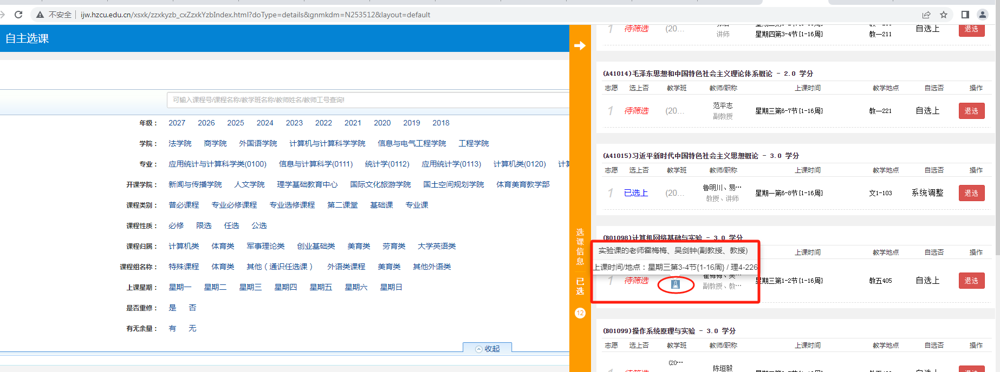 不安全 ijw.hzcu.edu.cn/xsxk/zzxkyzb_cxZzxkYzbIndex.html?doType=details&gnmkdm=N253512&layout=default
自主选课
可输入课程号/课程名称/教学班名称/教师姓名/教师工号查询!
年级： 2027 2026 2025 2024 2023 2022 2021 2020 2019 2018
学院： 法学院 商学院 外国语学院 计算机与计算科学学院 信息与电气工程学院 工程学院
专业： 应用统计与计算科学类(0100) 信息与计算科学(0111) 统计学(0112) 应用统计学(0113) 计算机类(0120)
开课学院： 新闻与传播学院 人文学院 理学基础教育中心 国际文化旅游学院 国土空间规划学院 体育美育教学部
课程类别： 普必课程 专业必修课程 专业选修课程 第二课堂 基础课 专业课
课程性质： 必修 限选 任选 公选
课程归属： 计算机类 体育类 军事理论类 创业基础类 美育类 劳育类 大学英语类
课程组名称： 特殊课程 体育类 其他（通识任选课） 外语类课程 美育类 其他外语类
上课星期： 星期一 星期二 星期三 星期四 星期五 星期六 星期日
是否重修： 是 否
有无余量： 有 无
收起
选课信息
已选
12
1 待筛选 (20... 讲师 星期四第3-4节{1-16周} 教一211 自选上 退选
(A41014)毛泽东思想和中国特色社会主义理论体系概论 - 2.0 学分
志愿 选上否 教学班 教师/职称 上课时间 教学地点 自选否 操作
1 待筛选 (20... 范平志 星期三第6-7节{1-16周} 教一221 自选上 退选
副教授
(A41015)习近平新时代中国特色社会主义思想概论 - 3.0 学分
志愿 选上否 教学班 教师/职称 上课时间 教学地点 自选否 操作
1 已选上 (20... 鲁明川、易… 星期一第6-8节{1-16周} 文1-103 系统调整 退选
教授、讲师
(B01098)计算机网络基础与实验 - 3.0 学分
实验课的老师霍梅梅、吴剑钟(副教授、教授)
教学地点 自选否 操作
上课时间
上课时间/地点：星期三第3-4节{1-16周} / 理4-226
1 待筛选 霍梅梅、吴… 星期三第1-2节{1-16周} 教五405 自选上 退选
副教授、教…
(B01099)操作系统原理与实验 - 3.0 学分
志愿 选上否 教学班 教师/职称 上课时间 教学地点 自选否 操作
(20…
陈垣毅